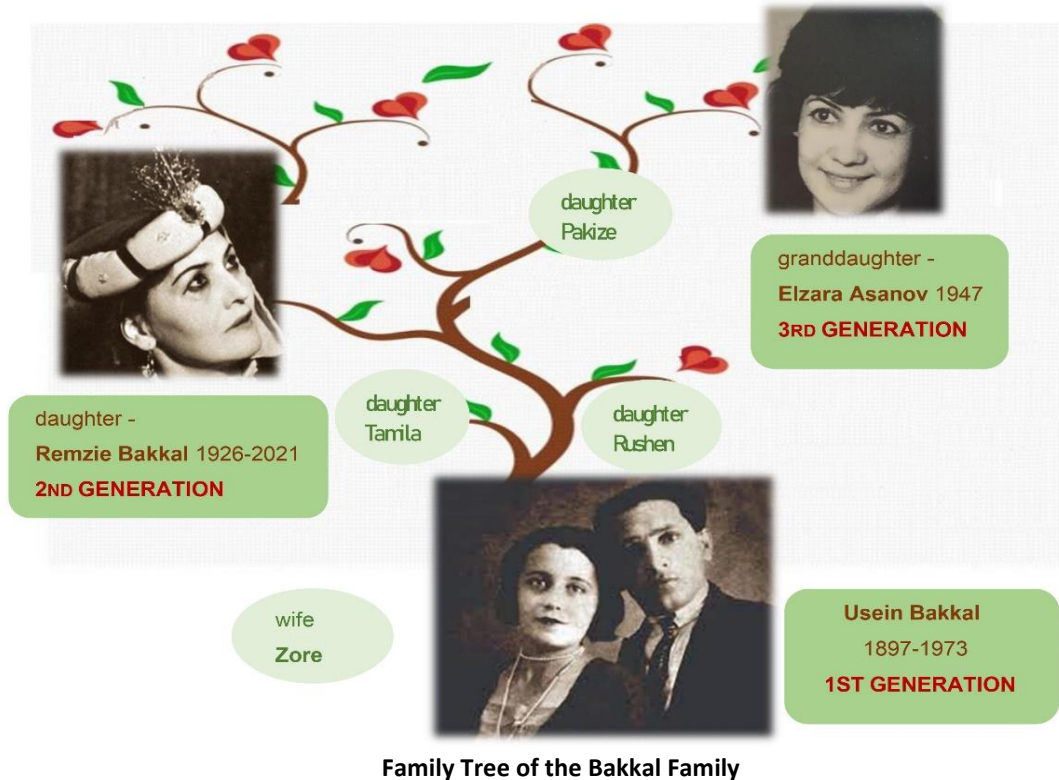 daughter
Pakize
granddaughter -
Elzara Asanov 1947
3RD GENERATION
daughter -
Remzie Bakkal 1926-2021
2ND GENERATION
daughter
Tamila
daughter
Rushen
wife
Zore
Usein Bakkal
1897-1973
1ST GENERATION
Family Tree of the Bakkal Family